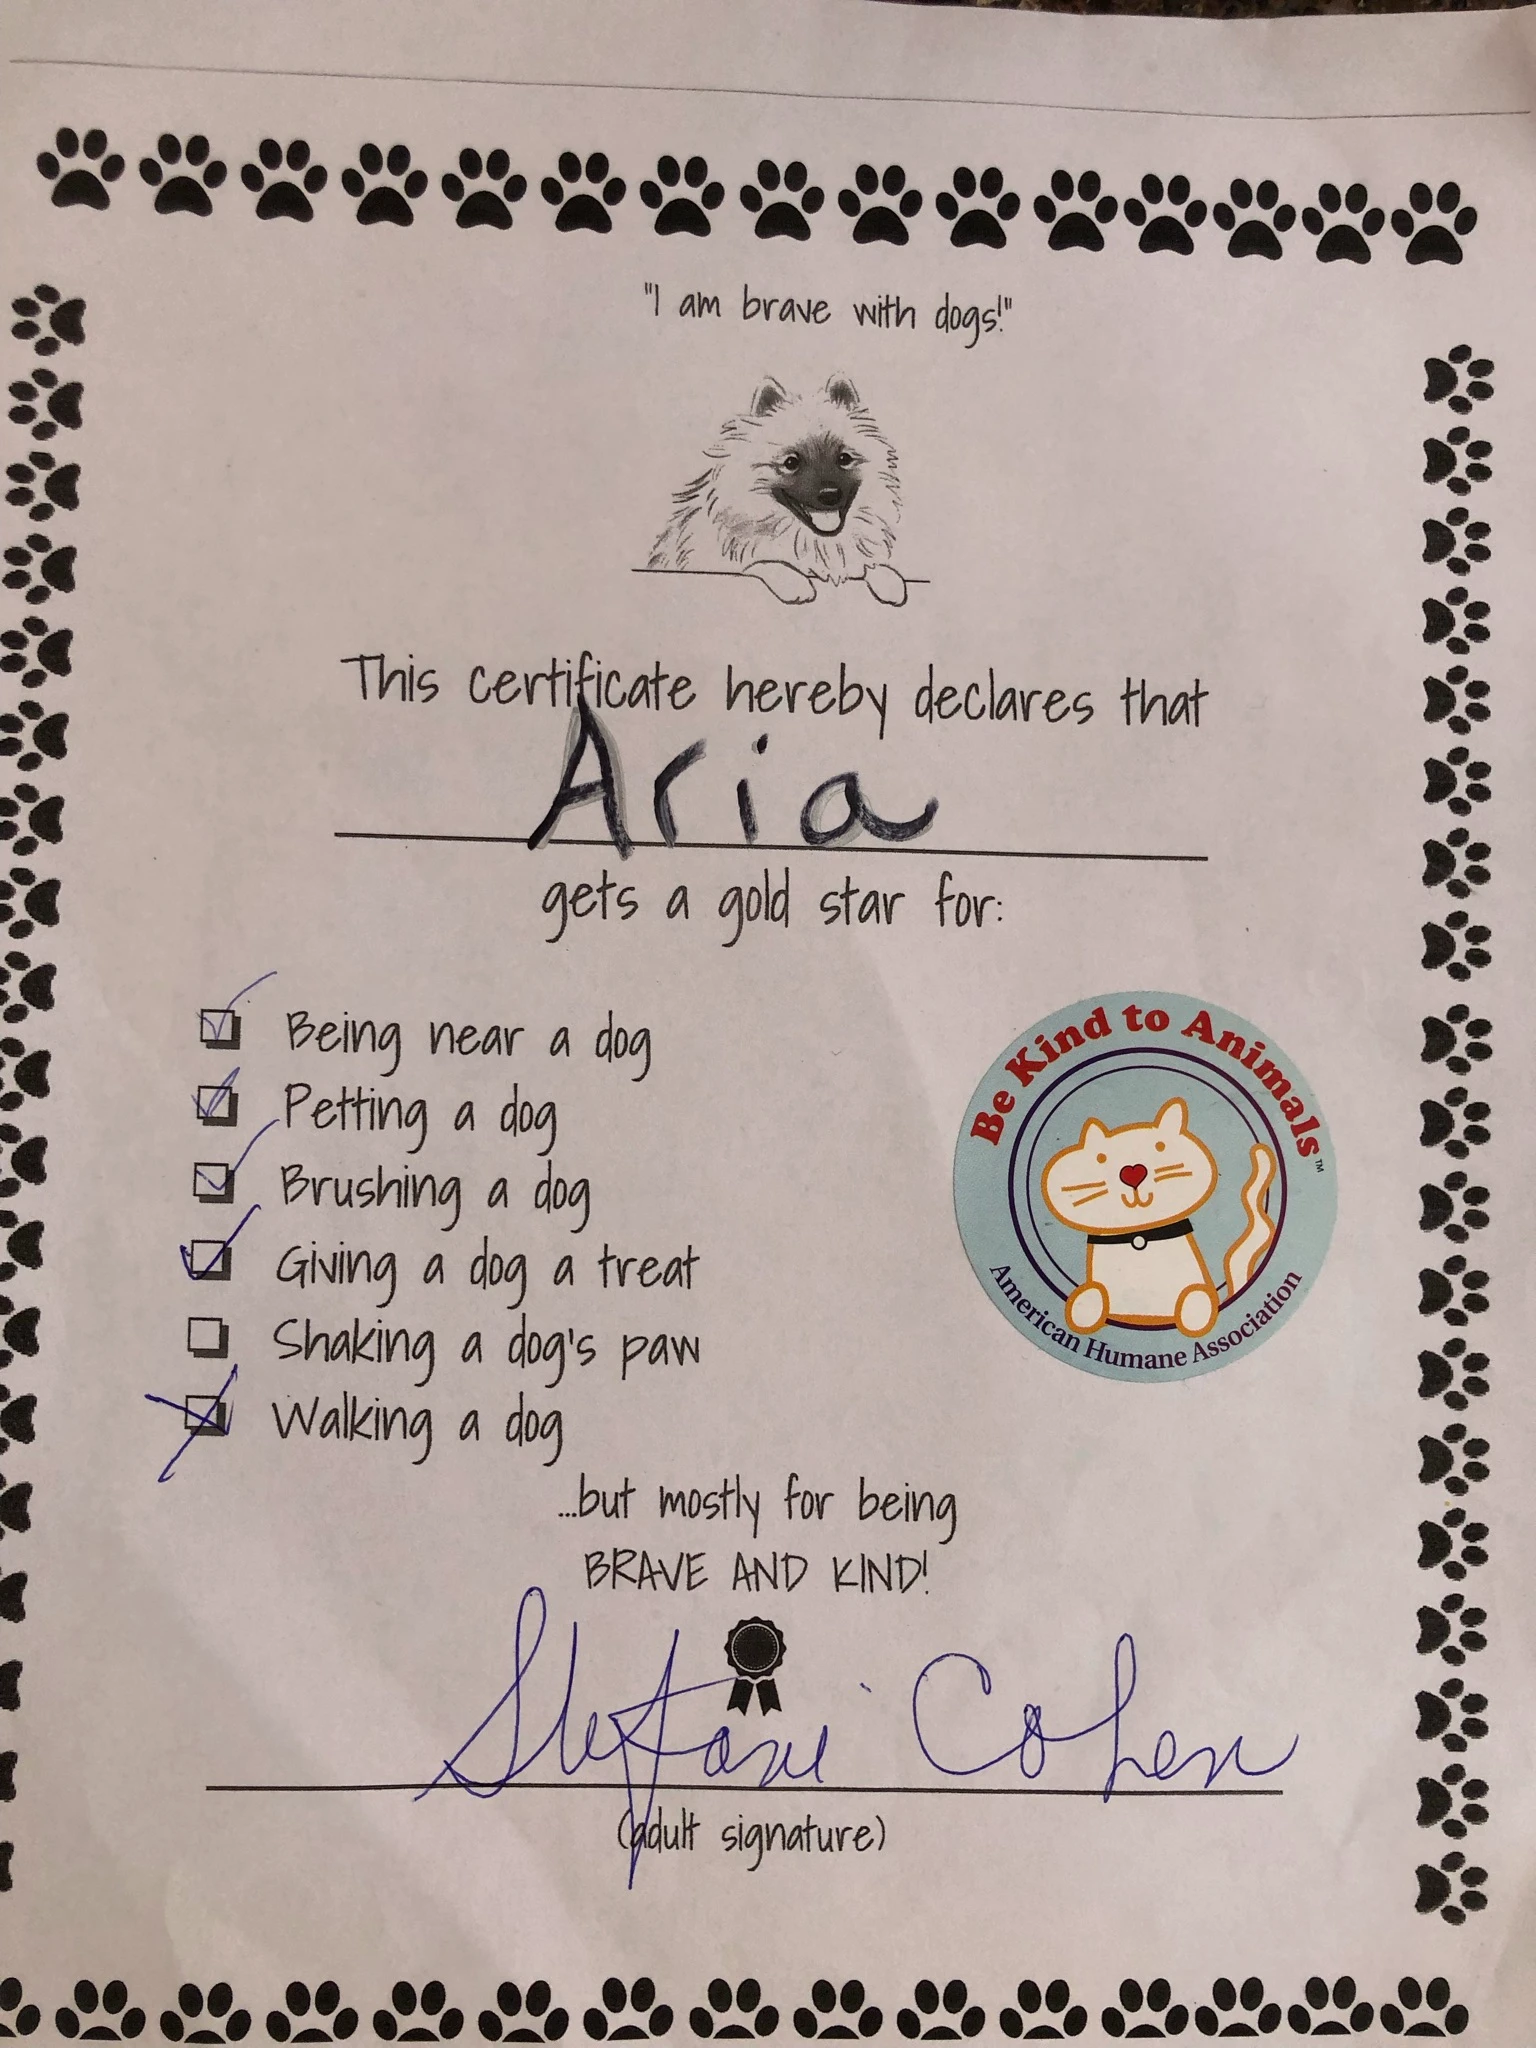 "I am brave with dogs!"
This certificate hereby declares that
Aria
gets a gold star for:
Being near a dog
Petting a dog
Brushing a dog
Giving a dog a treat
Shaking a dog's paw
Walking a dog
Be Kind to Animals™
American Humane Association
...but mostly for being
BRAVE AND KIND!
Stefani Cohen
(adult signature)